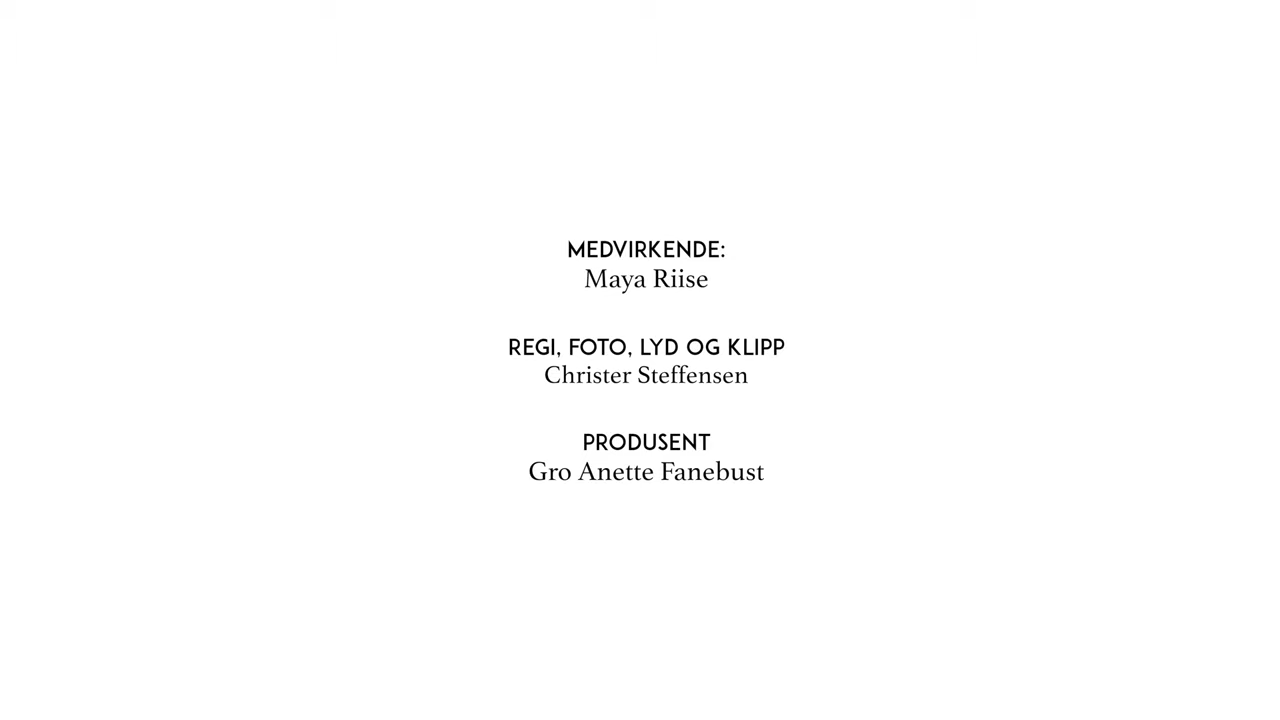 MEDVIRKENDE:
Maya Riise
REGI, FOTO, LYD OG KLIPP
Christer Steffensen
PRODUSENT
Gro Anette Fanebust